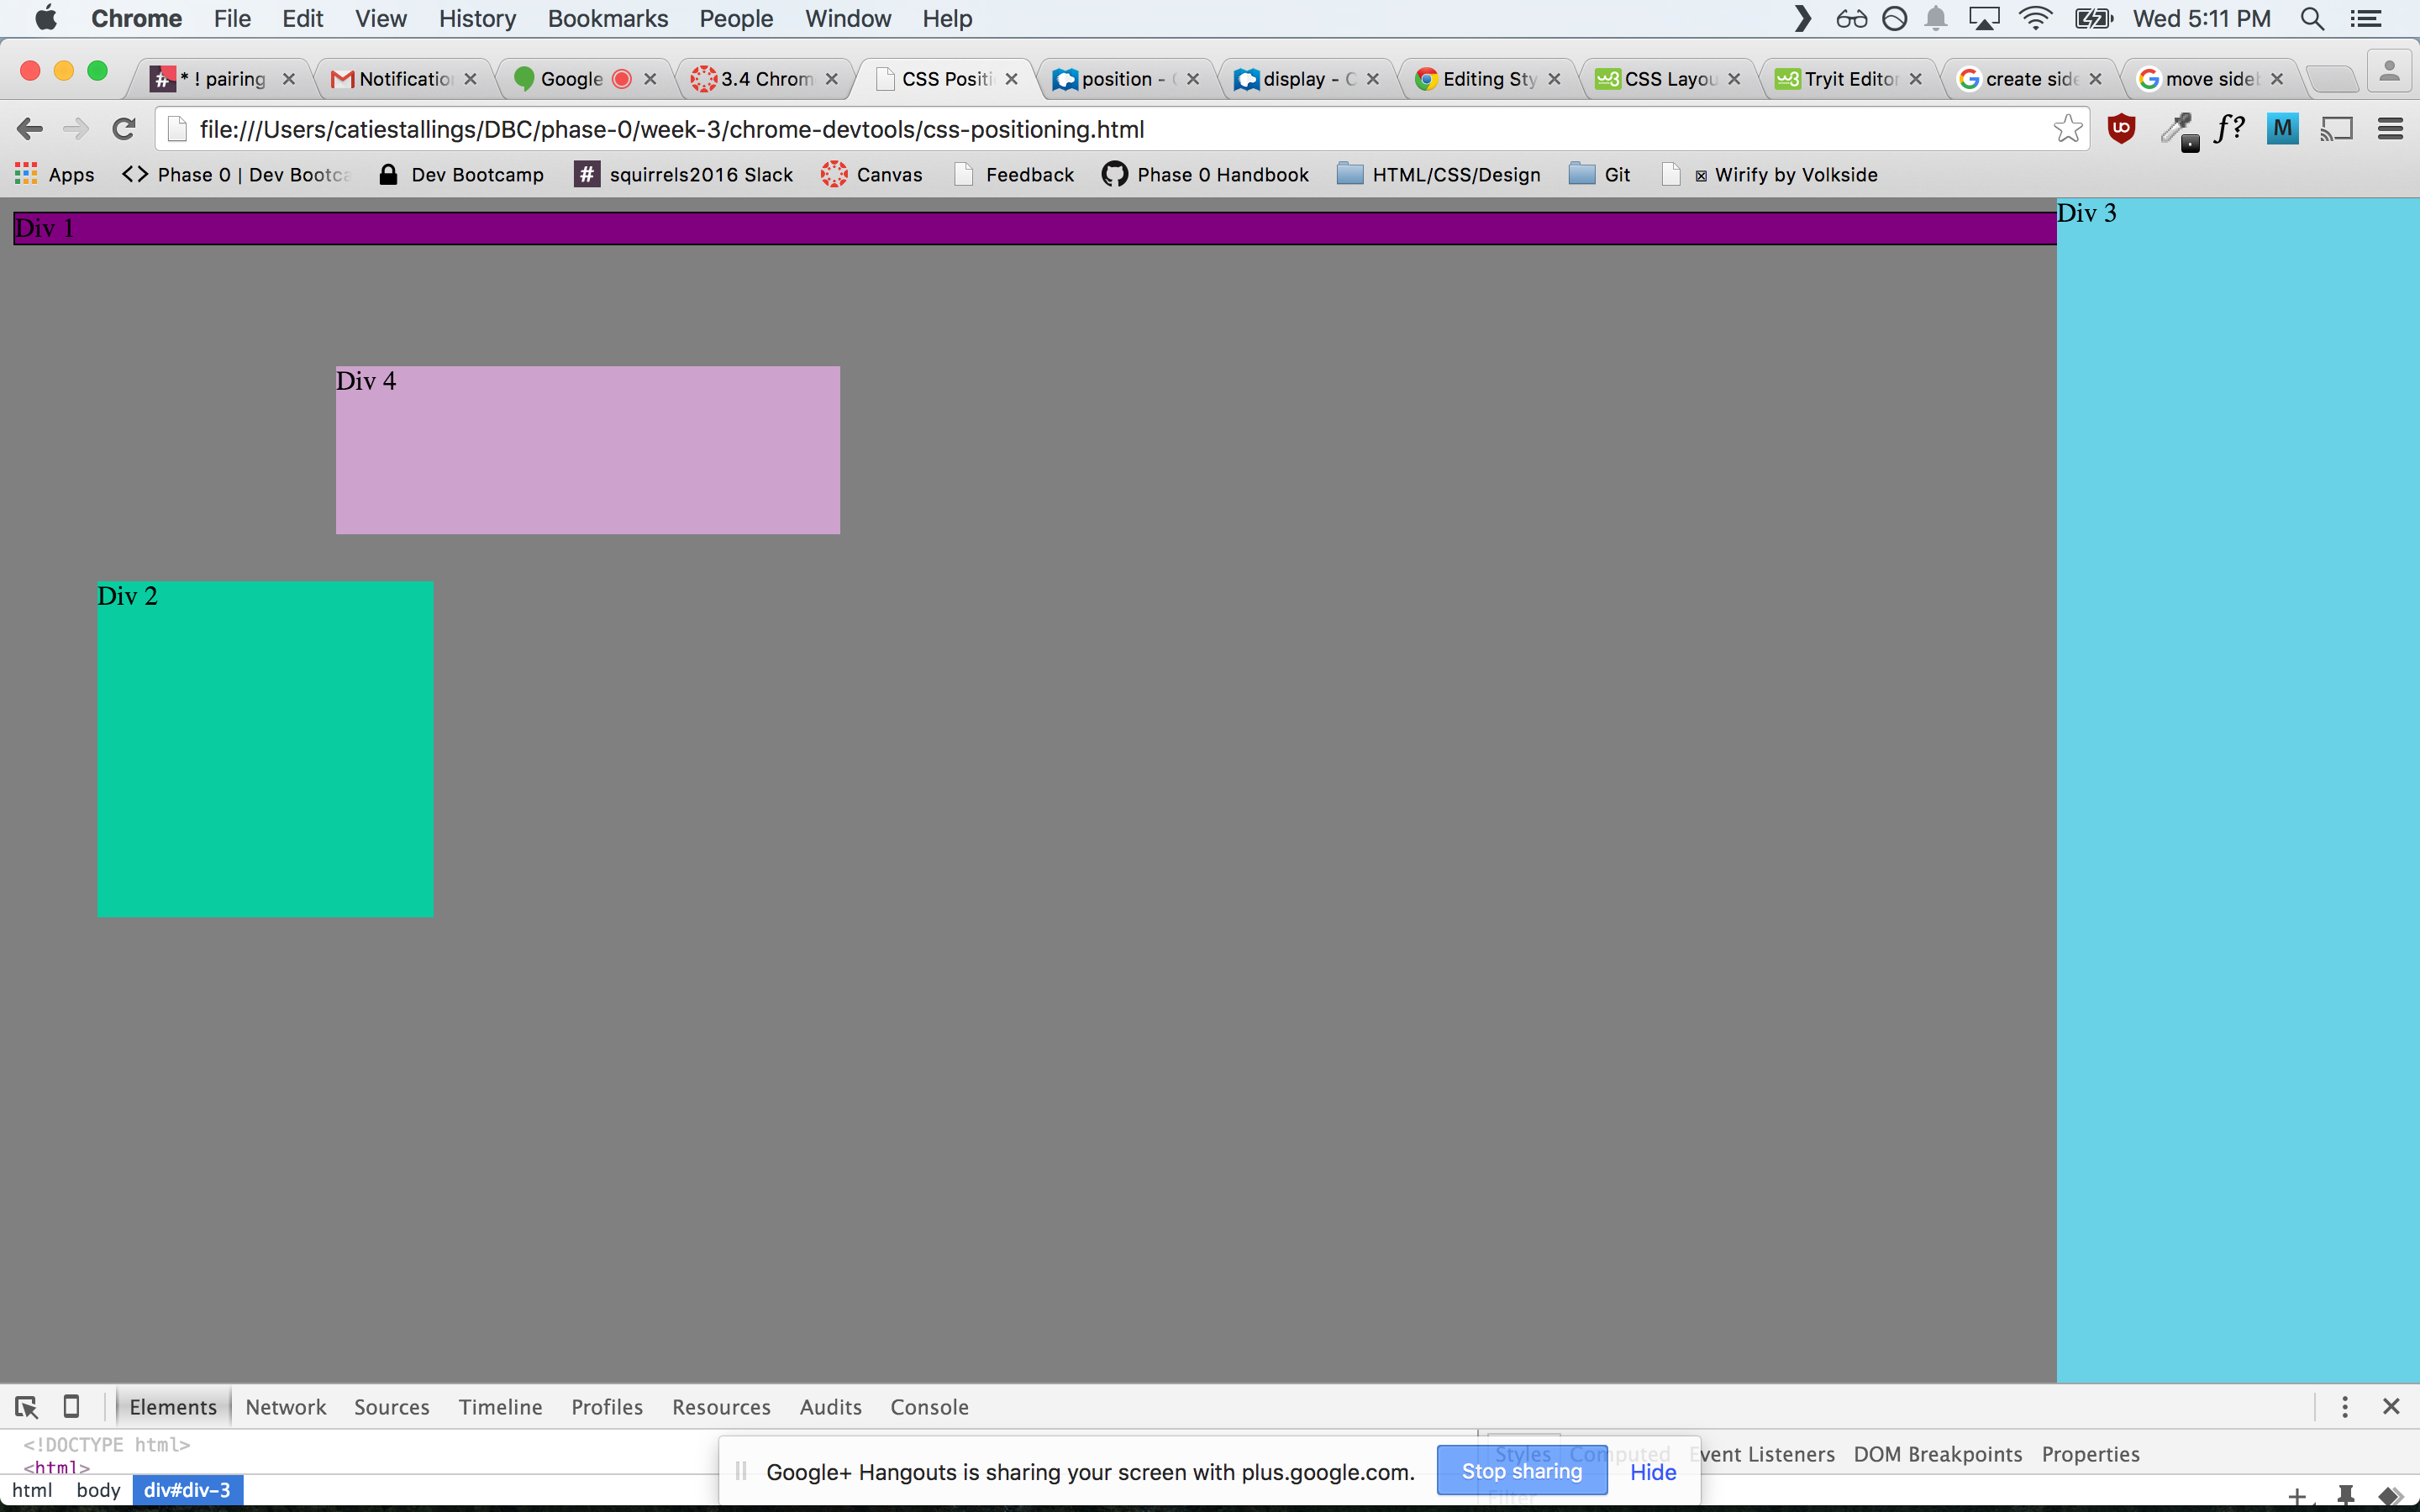 Chrome File Edit View History Bookmarks People Window Help Wed 5:11 PM
* ! pairing Notificatio Google 3.4 Chrom CSS Positi position - display - C Editing Sty CSS Layou Tryit Editor create side move sideb
file:///Users/catiestallings/DBC/phase-0/week-3/chrome-devtools/css-positioning.html f? M
Apps <> Phase 0 | Dev Bootca Dev Bootcamp # squirrels2016 Slack Canvas Feedback Phase 0 Handbook HTML/CSS/Design Git Wirify by Volkside
Div 1
Div 3
Div 4
Div 2
Elements Network Sources Timeline Profiles Resources Audits Console
<!DOCTYPE html>
<html>
Styles Computed Event Listeners DOM Breakpoints Properties
Google+ Hangouts is sharing your screen with plus.google.com. Stop sharing Hide
html body div#div-3